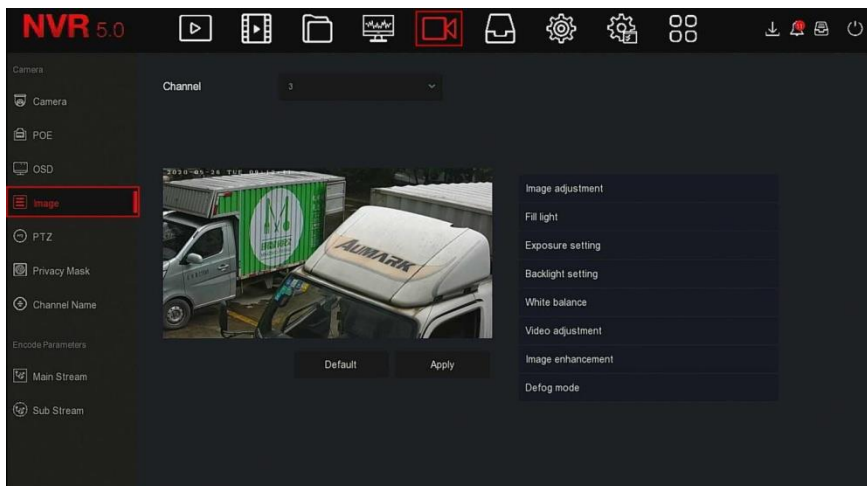 NVR 5.0
Camera
Camera
POE
OSD
Image
PTZ
Privacy Mask
Channel Name
Encode Parameters
Main Stream
Sub Stream
Channel
3
AUMARK
Default
Apply
Image adjustment
Fill light
Exposure setting
Backlight setting
White balance
Video adjustment
Image enhancement
Defog mode